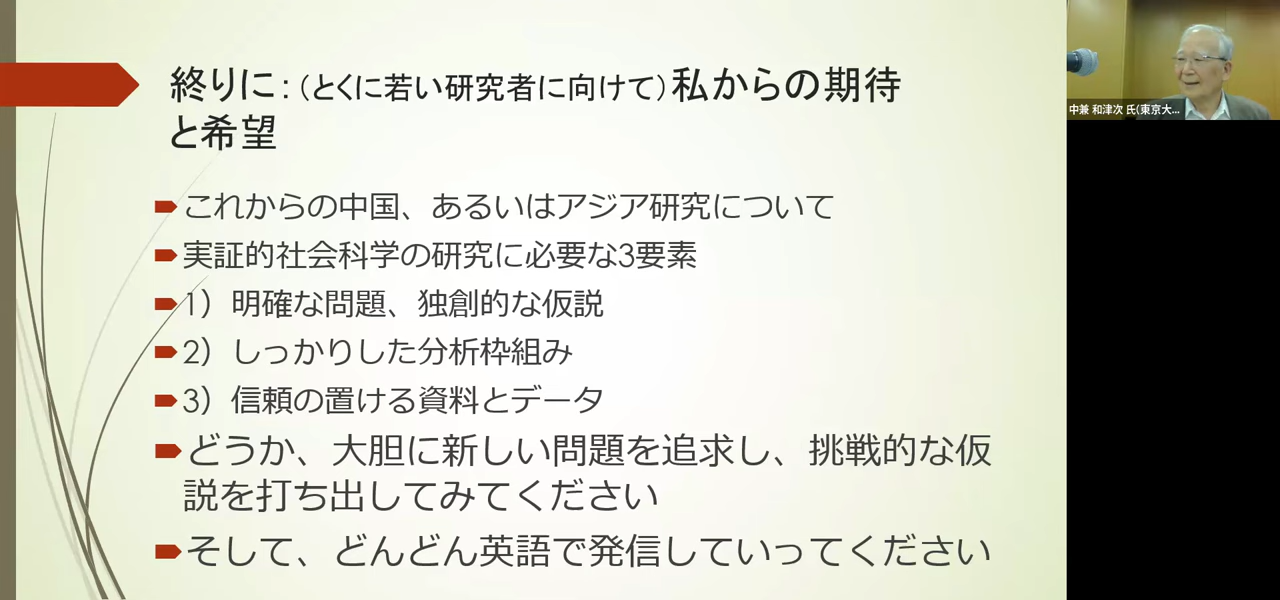 終りに：（とくに若い研究者に向けて）私からの期待
と希望
これからの中国、あるいはアジア研究について
実証的社会科学の研究に必要な3要素
1）明確な問題、独創的な仮説
2）しっかりした分析枠組み
3）信頼の置ける資料とデータ
どうか、大胆に新しい問題を追求し、挑戦的な仮
説を打ち出してみてください
そして、どんどん英語で発信していってください
中兼 和津次 氏(東京大...